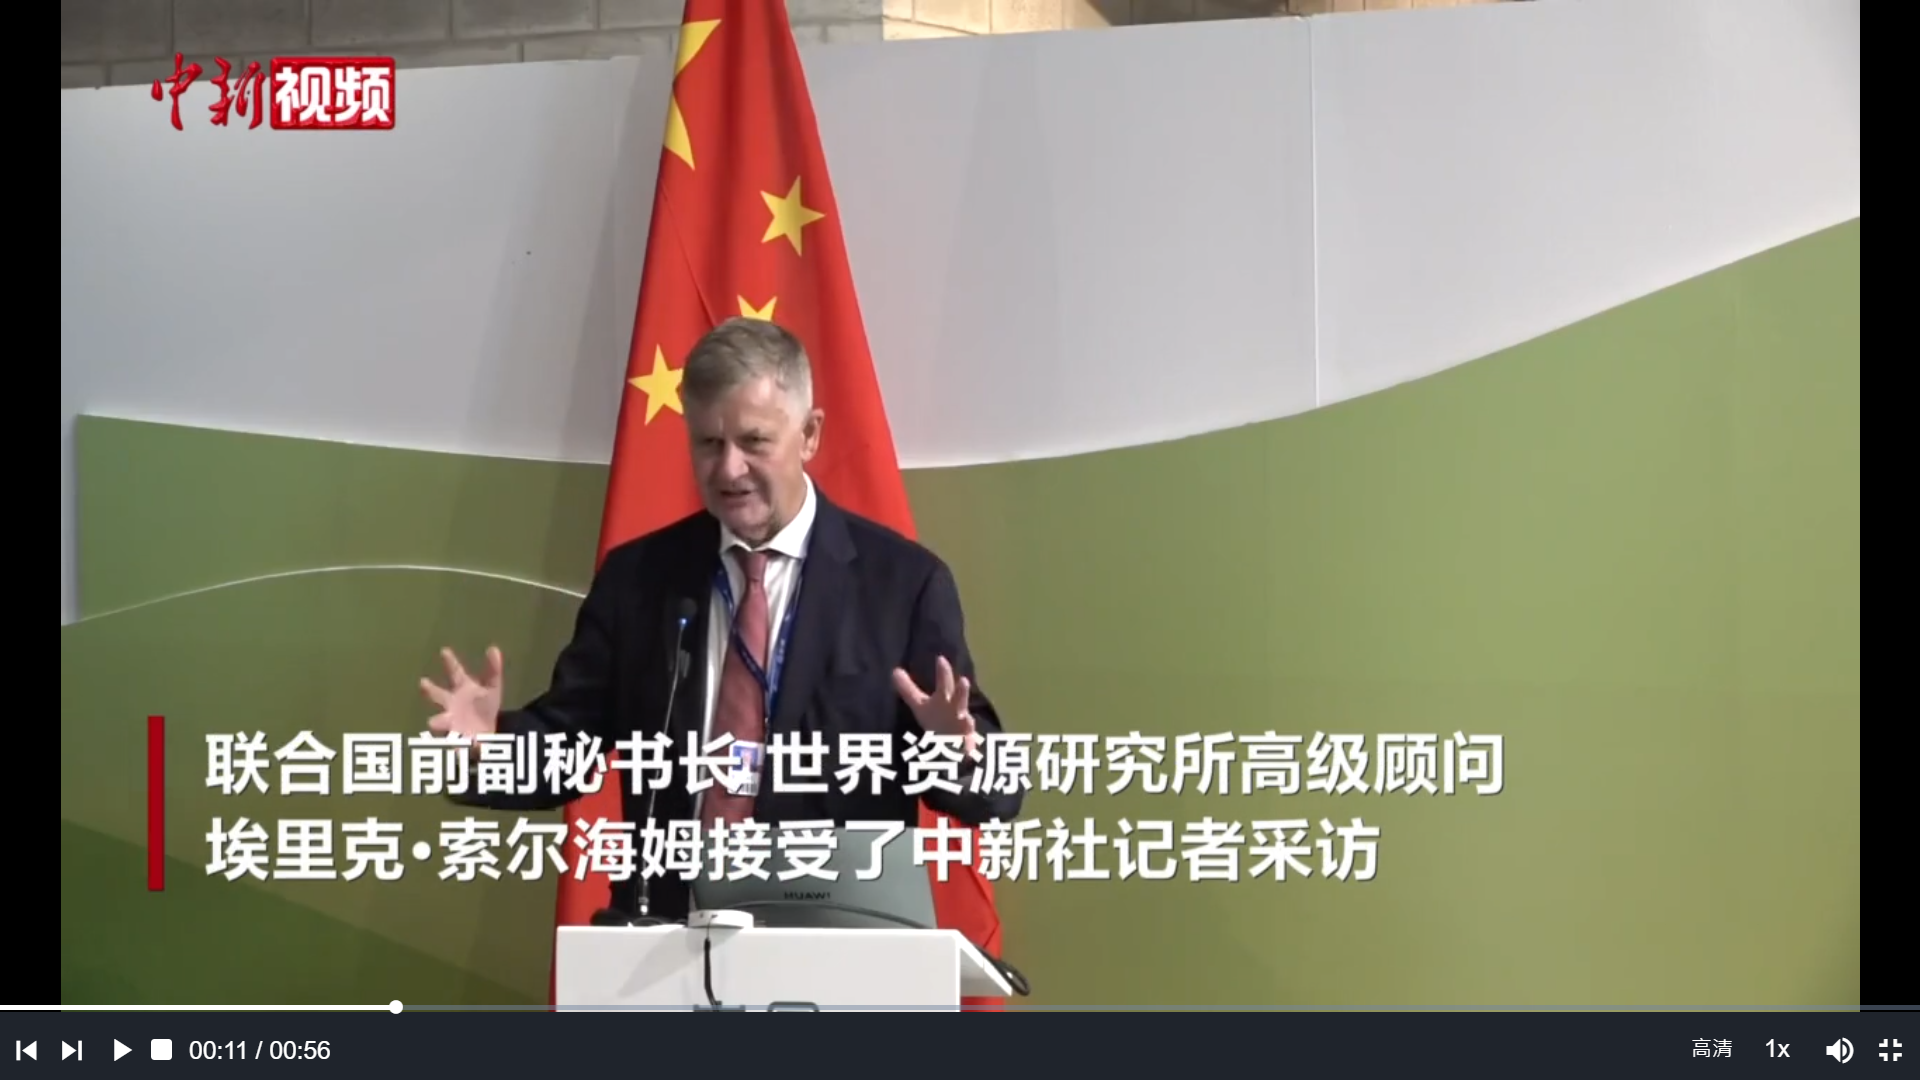 中新视频
联合国前副秘书长 世界资源研究所高级顾问
埃里克·索尔海姆接受了中新社记者采访
HUAWEI
00:11 / 00:56
高清
1x